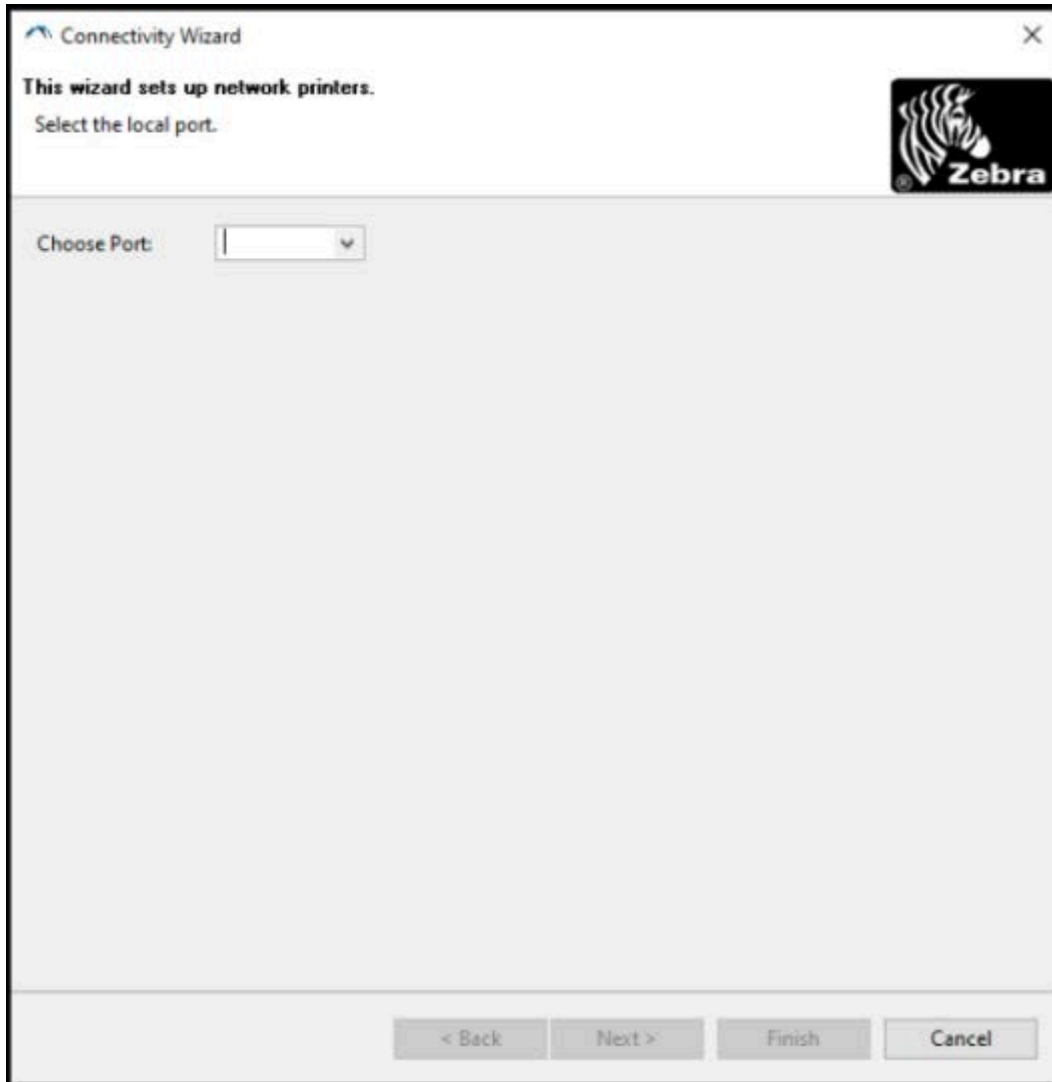 Connectivity Wizard
This wizard sets up network printers.
Select the local port.
® Zebra
Choose Port:
< Back Next > Finish Cancel